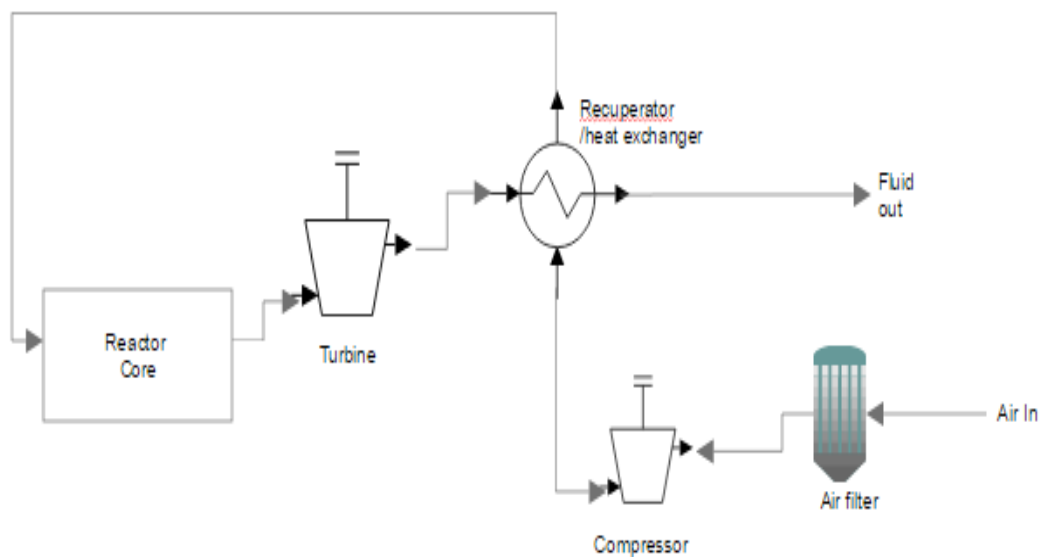 Recuperator
/heat exchanger
Fluid
out
Reactor
Core
Turbine
Air In
Air filter
Compressor